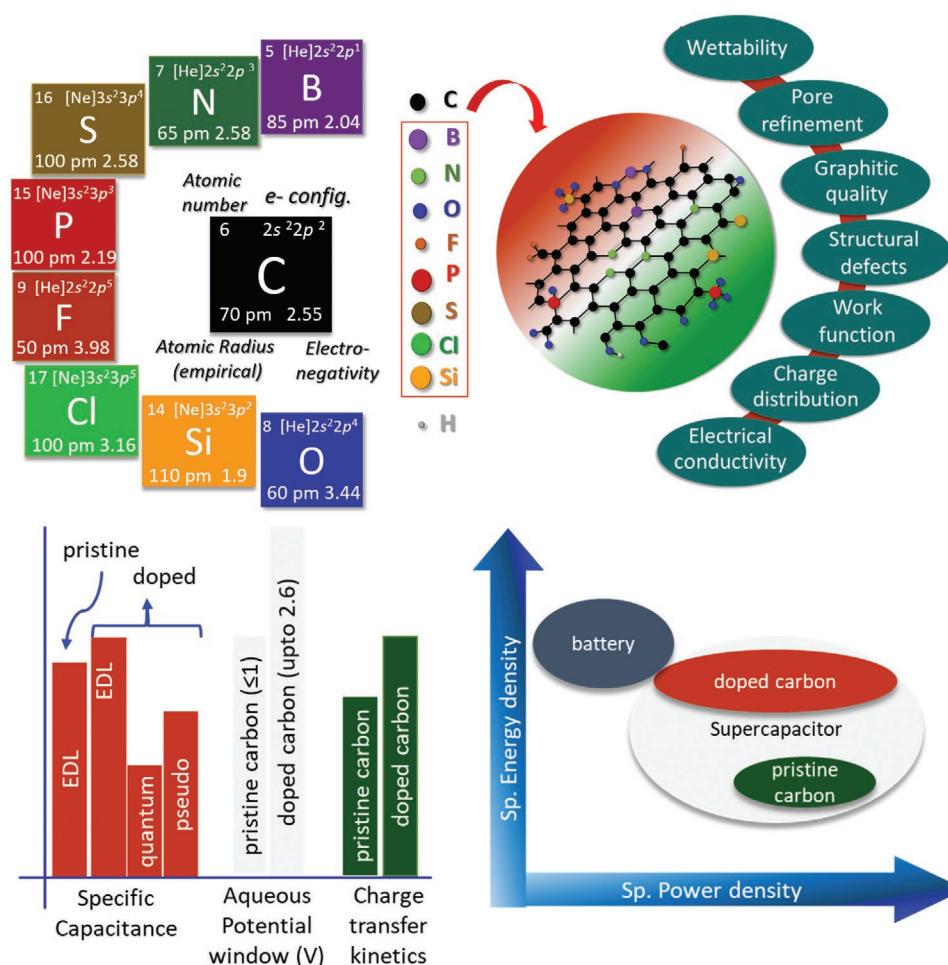 5 [He]2s²2p¹
B
85 pm 2.04
7 [He]2s²2p ³
N
65 pm 2.58
16 [Ne]3s²3p⁴
S
100 pm 2.58
15 [Ne]3s²3p³
P
100 pm 2.19
9 [He]2s²2p⁵
F
50 pm 3.98
17 [Ne]3s²3p⁵
Cl
100 pm 3.16
14 [Ne]3s²3p²
Si
110 pm 1.9
8 [He]2s²2p⁴
O
60 pm 3.44
Atomic
number
e- config.
6 2s ²2p ²
C
70 pm 2.55
Atomic Radius
(empirical)
Electro-
negativity
C
B
N
O
F
P
S
Cl
Si
H
Wettability
Pore
refinement
Graphitic
quality
Structural
defects
Work
function
Charge
distribution
Electrical
conductivity
pristine
doped
EDL
EDL
quantum
pseudo
pristine carbon (≤1)
doped carbon (upto 2.6)
pristine carbon
doped carbon
Specific
Capacitance
Aqueous
Potential
window (V)
Charge
transfer
kinetics
Sp. Energy density
battery
doped carbon
Supercapacitor
pristine
carbon
Sp. Power density